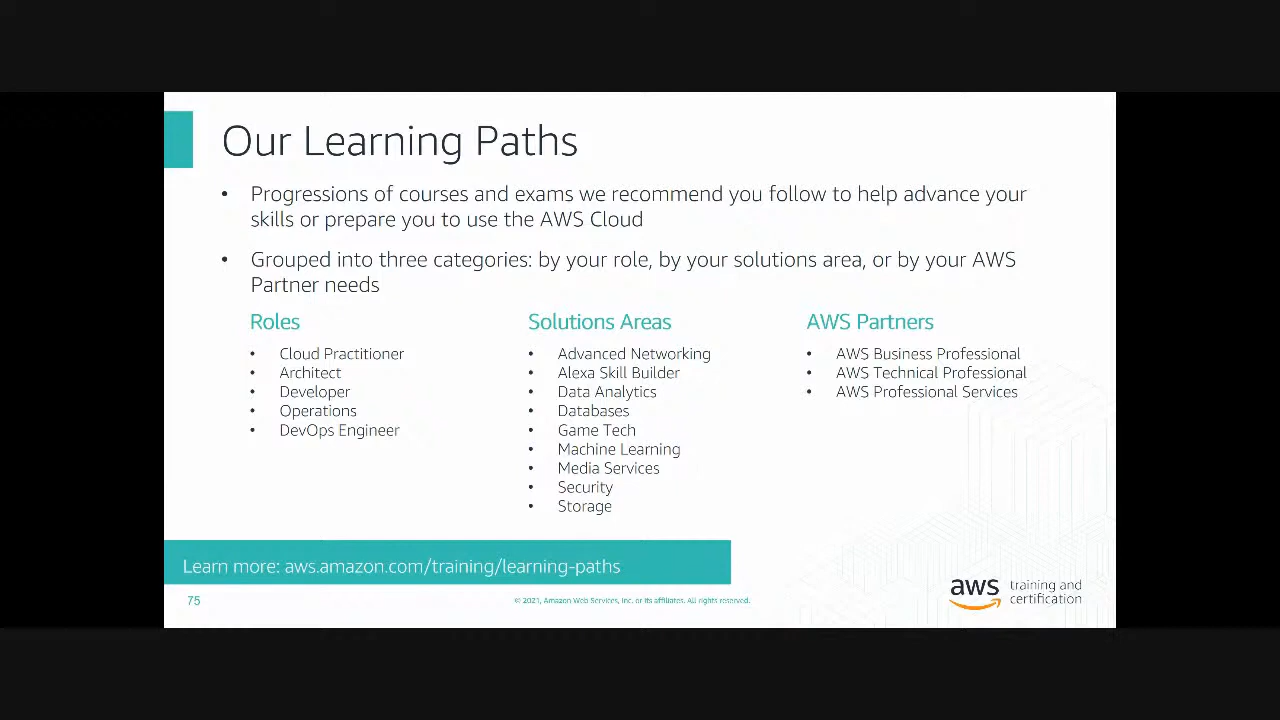 Our Learning Paths
• Progressions of courses and exams we recommend you follow to help advance your
skills or prepare you to use the AWS Cloud
• Grouped into three categories: by your role, by your solutions area, or by your AWS
Partner needs
Roles
• Cloud Practitioner
• Architect
• Developer
• Operations
• DevOps Engineer
Solutions Areas
• Advanced Networking
• Alexa Skill Builder
• Data Analytics
• Databases
• Game Tech
• Machine Learning
• Media Services
• Security
• Storage
AWS Partners
• AWS Business Professional
• AWS Technical Professional
• AWS Professional Services
Learn more: aws.amazon.com/training/learning-paths
75
© 2021, Amazon Web Services, Inc. or its affiliates. All rights reserved.
aws
training and
certification